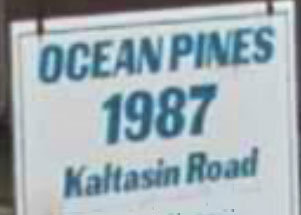 OCEAN PINES
1987
Kaltasin Road